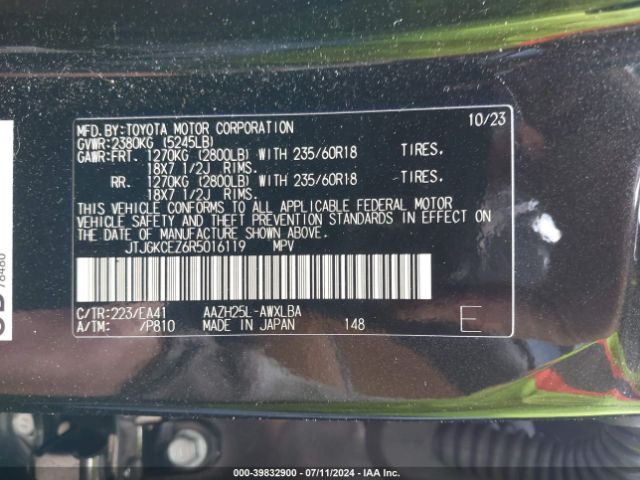 MFD.BY:TOYOTA MOTOR CORPORATION 10/23
GVWR:2380KG (5245LB)
GAWR:FRT. 1270KG (2800LB) WITH 235/60R18 TIRES.
18X7 1/2J RIMS.
RR. 1270KG (2800LB) WITH 235/60R18 TIRES.
18X7 1/2J RIMS.
THIS VEHICLE CONFORMS TO ALL APPLICABLE FEDERAL MOTOR
VEHICLE SAFETY AND THEFT PREVENTION STANDARDS IN EFFECT
ON THE DATE OF MANUFACTURE SHOWN ABOVE.
JTJGKCEZ6R5016119 MPV
C/TR:223/EA41 AAZH25L-AWXLBA
A/TM: /P810 MADE IN JAPAN 148 E
78480
000-39832900 - 07/11/2024 - IAA Inc.